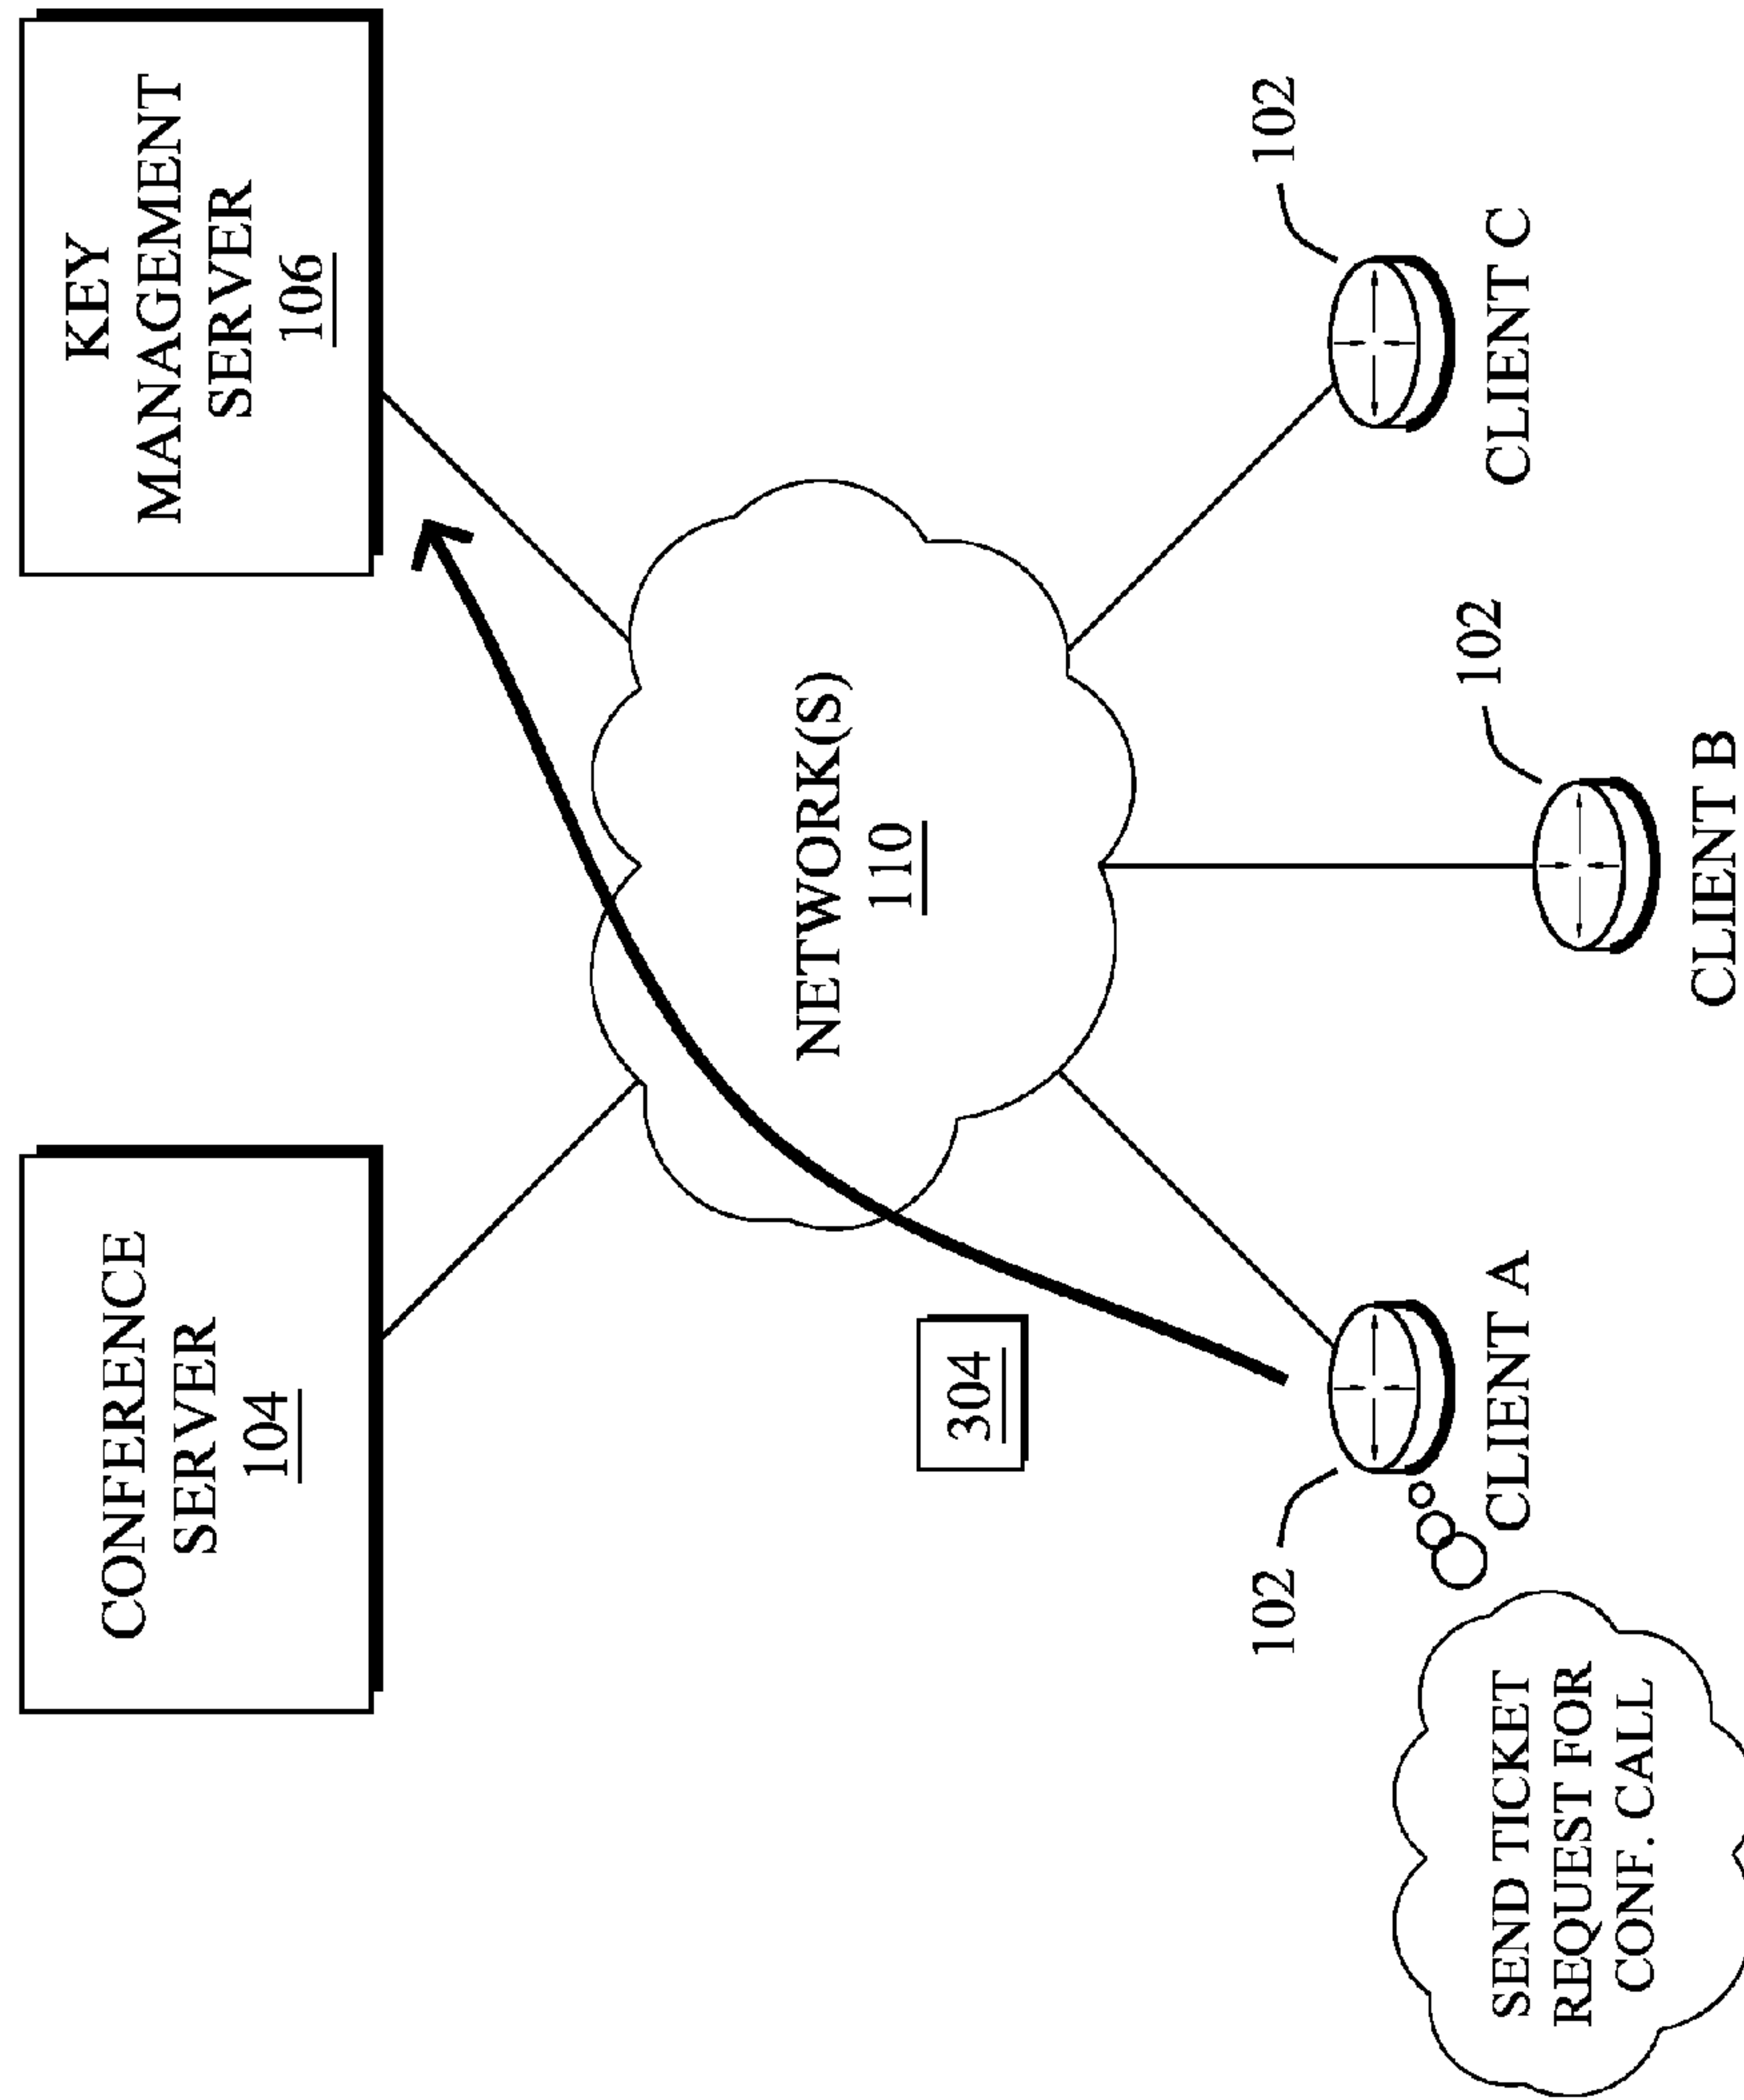 CONFERENCE
SERVER
104
KEY
MANAGEMENT
SERVER
106
NETWORK(S)
110
304
102
CLIENT A
102
CLIENT B
102
CLIENT C
SEND TICKET
REQUEST FOR
CONF. CALL